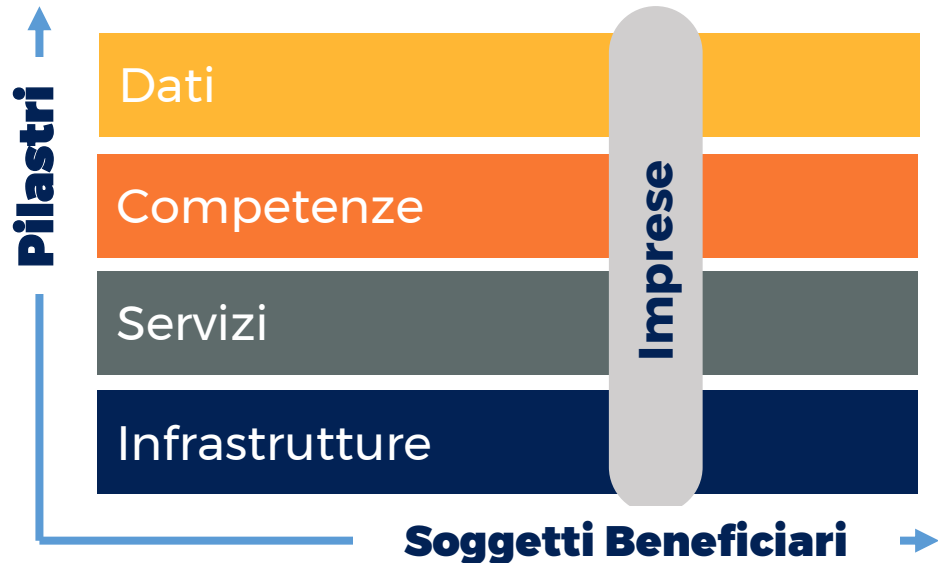 Pilastri
Dati
Competenze
Servizi
Infrastrutture
Imprese
Soggetti Beneficiari